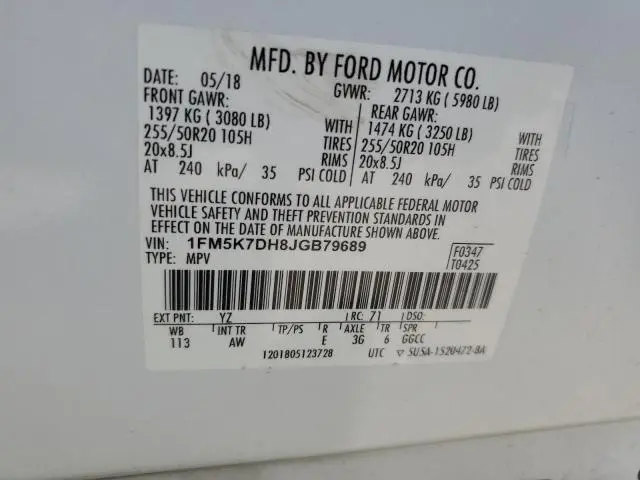 MFD. BY FORD MOTOR CO.
DATE: 05/18 GVWR: 2713 KG ( 5980 LB)
FRONT GAWR: REAR GAWR:
1397 KG ( 3080 LB) WITH 1474 KG ( 3250 LB) WITH
255/50R20 105H TIRES 255/50R20 105H TIRES
20x8.5J RIMS 20x8.5J RIMS
AT 240 kPa/ 35 PSI COLD AT 240 kPa/ 35 PSI COLD
THIS VEHICLE CONFORMS TO ALL APPLICABLE FEDERAL MOTOR
VEHICLE SAFETY AND THEFT PREVENTION STANDARDS IN
EFFECT ON THE DATE OF MANUFACTURE SHOWN ABOVE.
VIN: 1FM5K7DH8JGB79689 F0347
TYPE: MPV T0425
EXT PNT: YZ RC: 71 DSO:
WB INT TR TP/PS R AXLE TR SPR
113 AW E 3G 6 GGCC
1201805123728 UTC ▽ SU5A-1520472-BA